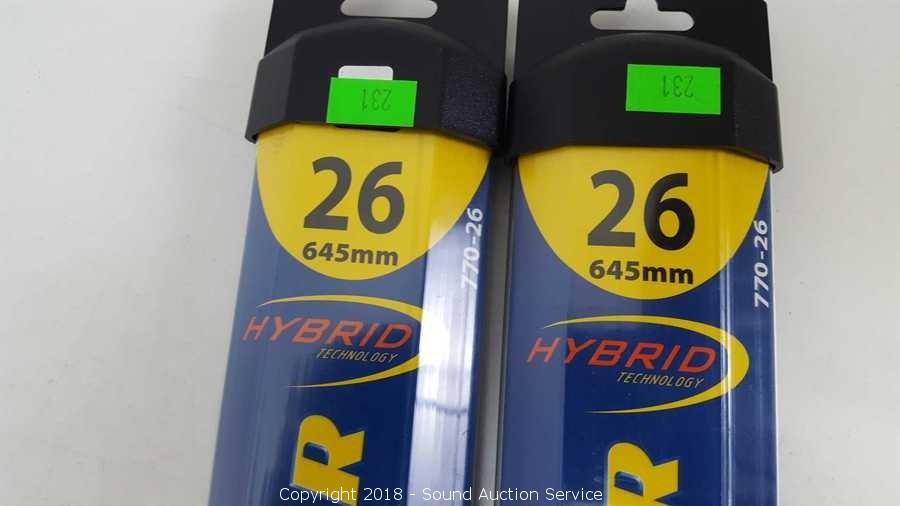 231
26
645mm
770-26
HYBRID
TECHNOLOGY
R
231
26
645mm
770-26
HYBRID
TECHNOLOGY
R
Copyright 2018 - Sound Auction Service